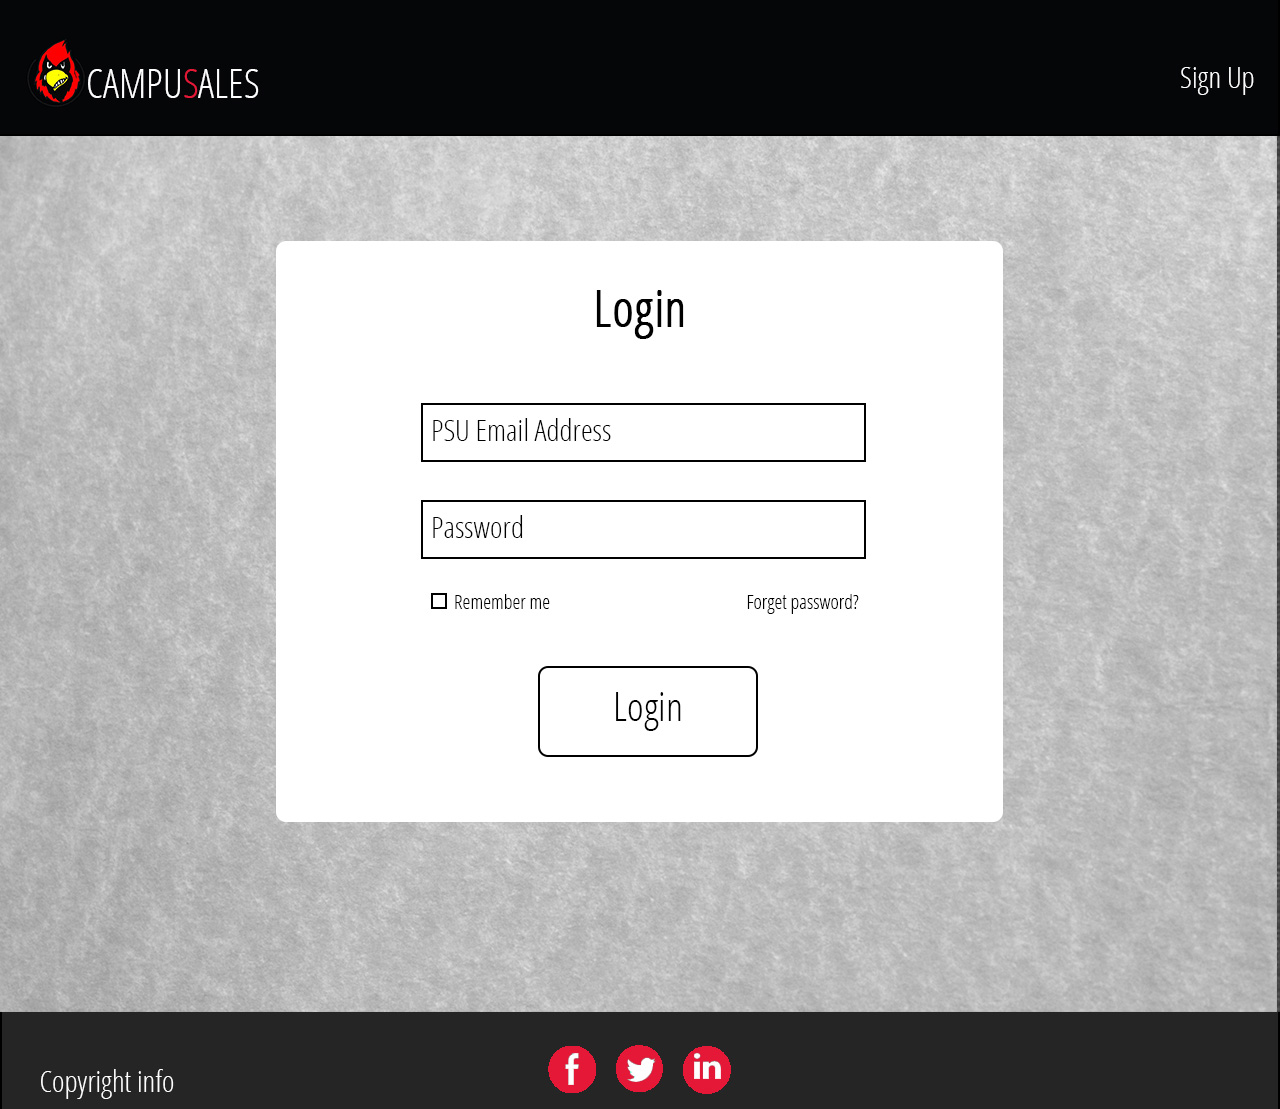 CAMPUSALES
Sign Up
Login
PSU Email Address
Password
Remember me
Forget password?
Login
Copyright info
f
in